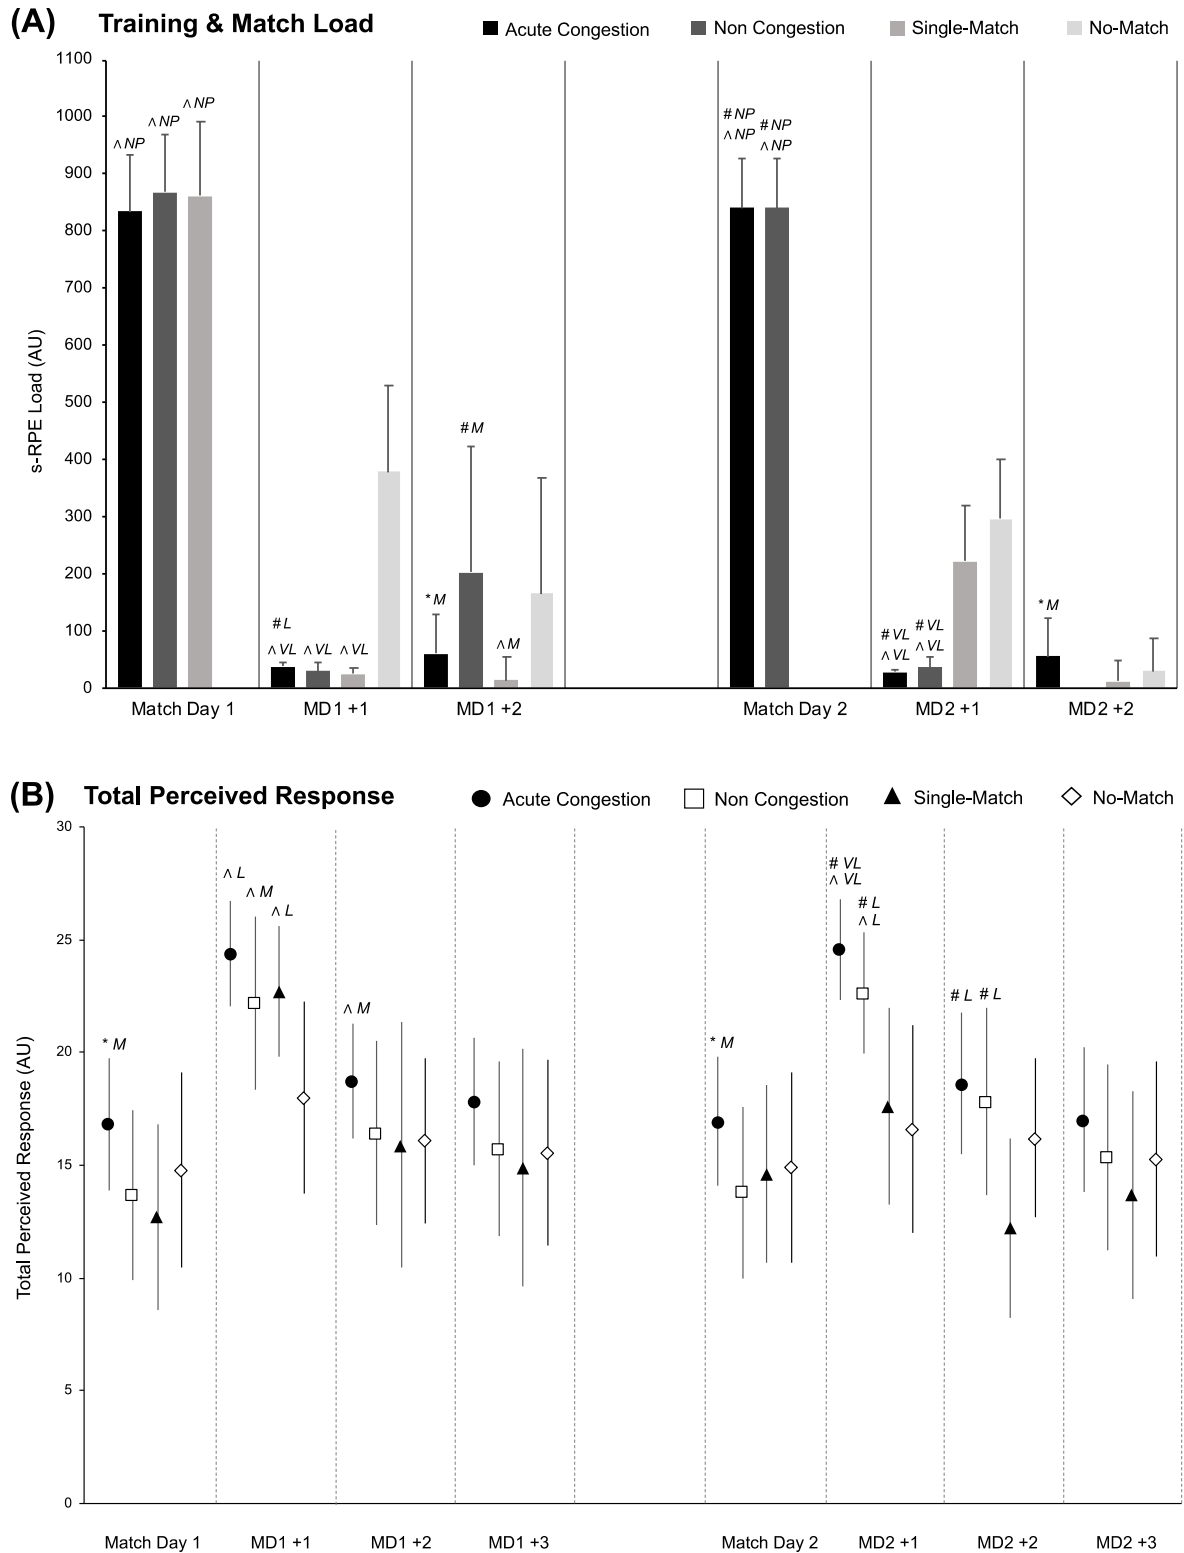 (A) Training & Match Load
Acute Congestion Non Congestion Single-Match No-Match
s-RPE Load (AU)
1100
1000
900
800
700
600
500
400
300
200
100
0
^ NP ^ NP ^ NP
# L
^ VL ^ VL ^ VL
* M # M ^ M
# NP # NP
^ NP ^ NP
# VL # VL
^ VL ^ VL
* M
Match Day 1 MD1 +1 MD1 +2 Match Day 2 MD2 +1 MD2 +2
(B) Total Perceived Response
Acute Congestion Non Congestion Single-Match No-Match
Total Perceived Response (AU)
30
25
20
15
10
5
0
* M
^ L ^ M ^ L
^ M
* M
# VL # L
^ VL ^ L
# L # L
Match Day 1 MD1 +1 MD1 +2 MD1 +3 Match Day 2 MD2 +1 MD2 +2 MD2 +3